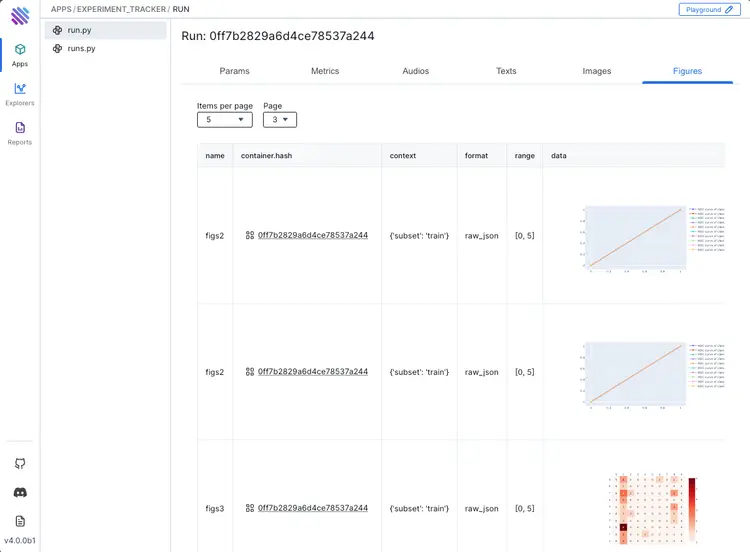 APPS / EXPERIMENT_TRACKER / RUN
Playground
run.py
runs.py
Apps
Explorers
Reports
v4.0.0b1
Run: 0ff7b2829a6d4ce78537a244
Params Metrics Audios Texts Images Figures
Items per page Page
5 3
name container.hash context format range data
figs2 0ff7b2829a6d4ce78537a244 {'subset': 'train'} raw_json [0, 5]
figs2 0ff7b2829a6d4ce78537a244 {'subset': 'train'} raw_json [0, 5]
figs3 0ff7b2829a6d4ce78537a244 {'subset': 'train'} raw_json [0, 5]